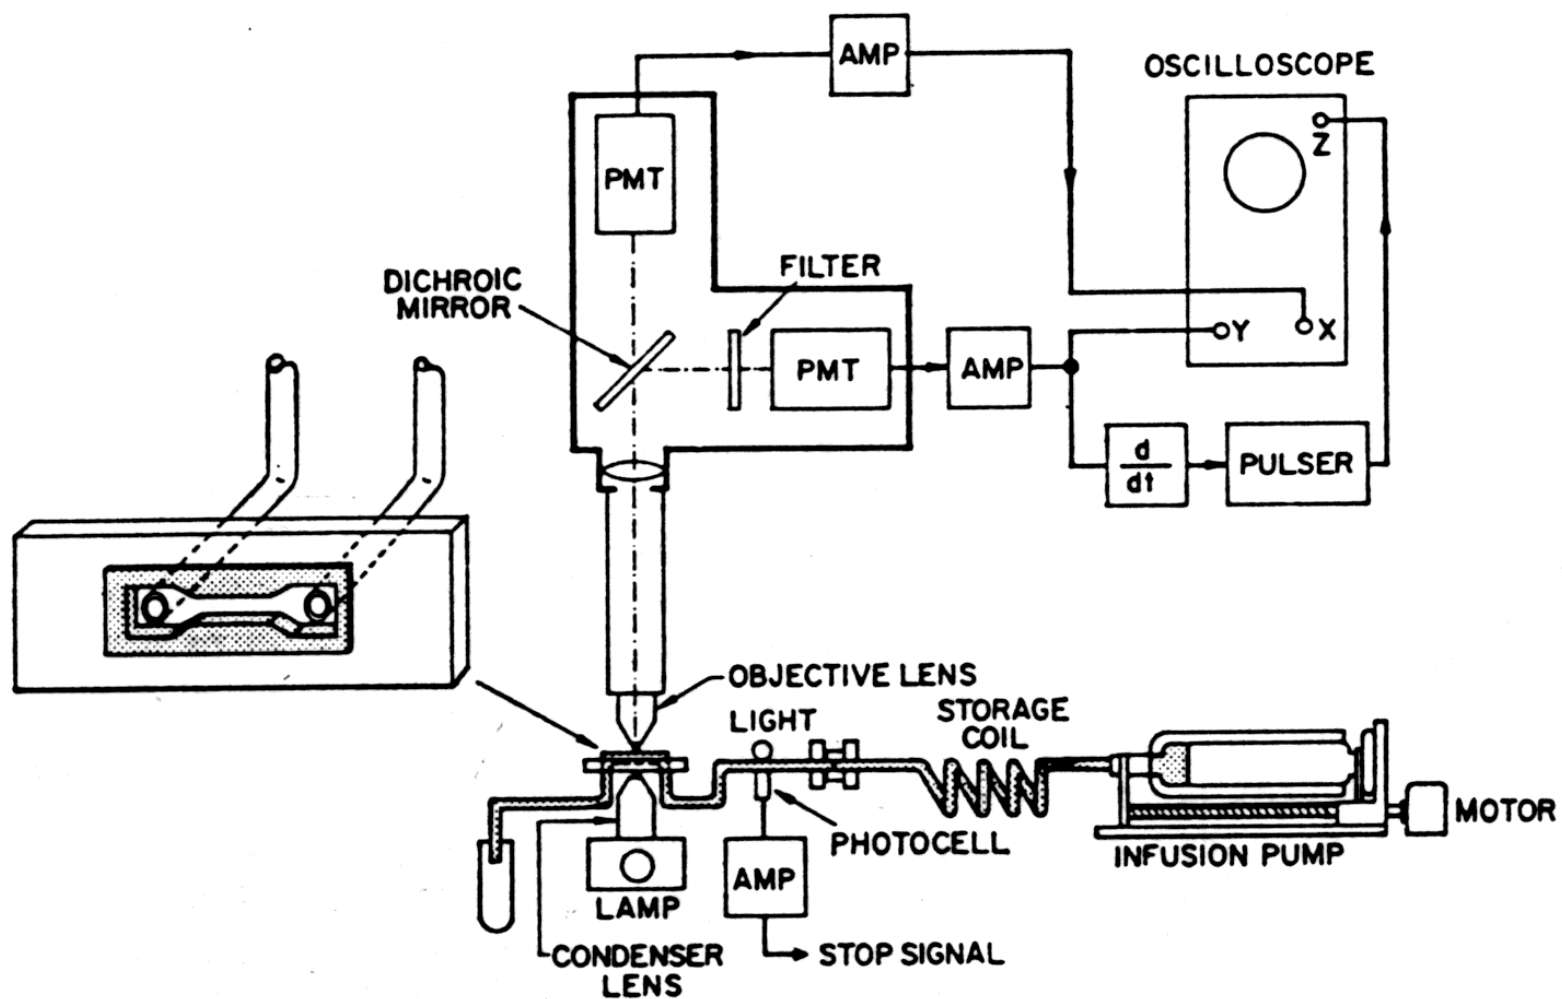 AMP
OSCILLOSCOPE
Z
PMT
DICHROIC
MIRROR
FILTER
PMT
AMP
Y
X
d
dt
PULSER
OBJECTIVE LENS
LIGHT
STORAGE
COIL
PHOTOCELL
MOTOR
INFUSION PUMP
AMP
LAMP
STOP SIGNAL
CONDENSER
LENS